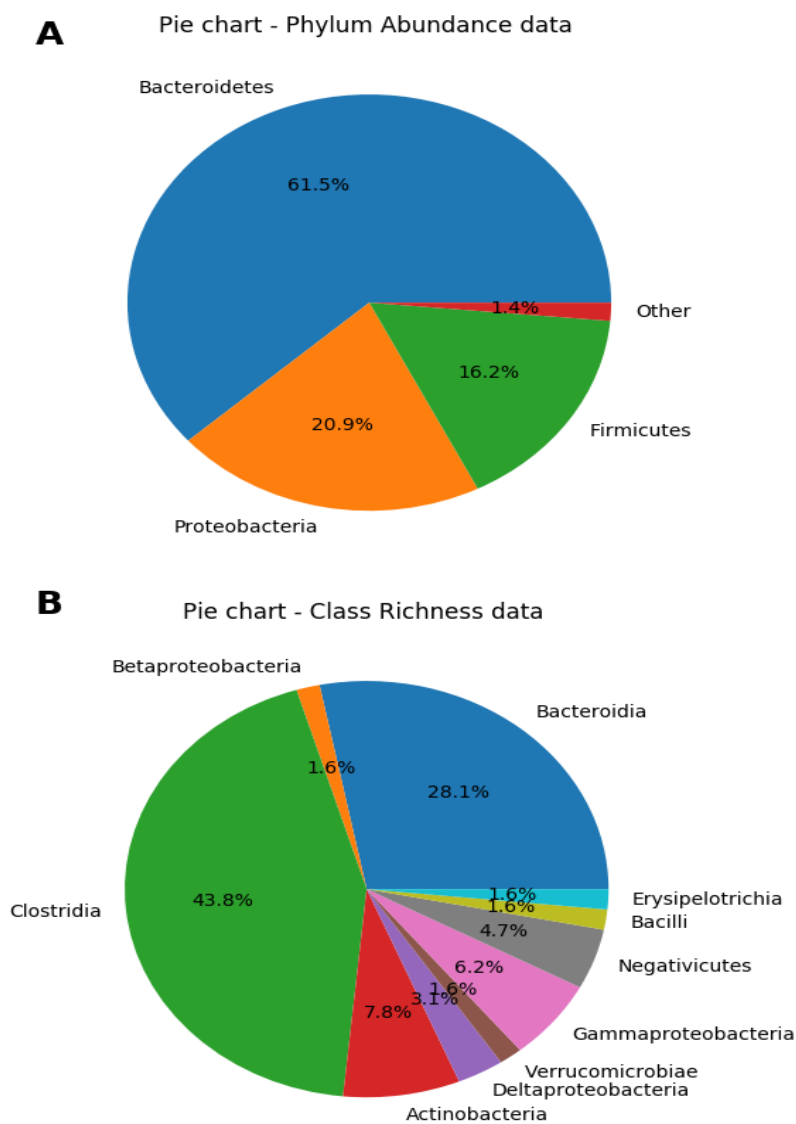 A
Pie chart - Phylum Abundance data
Bacteroidetes
61.5%
1.4%
Other
16.2%
20.9%
Firmicutes
Proteobacteria
B
Pie chart - Class Richness data
Betaproteobacteria
Bacteroidia
1.6%
28.1%
43.8%
1.6%
Erysipelotrichia
Clostridia
1.6%
Bacilli
4.7%
Negativicutes
6.2%
1.6%
3.1%
7.8%
Gammaproteobacteria
Verrucomicrobiae
Deltaproteobacteria
Actinobacteria